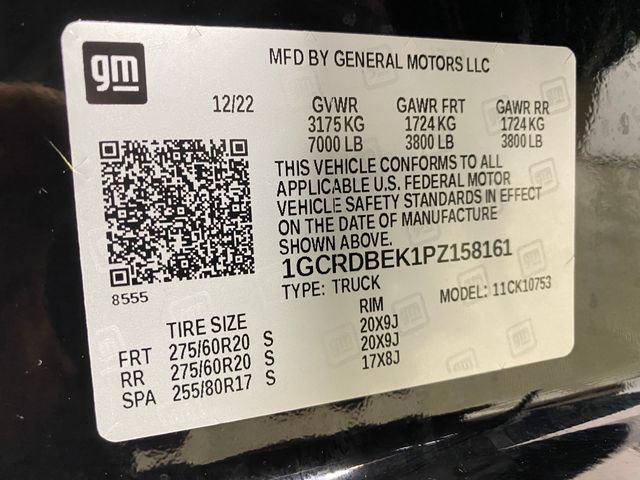 gm
MFD BY GENERAL MOTORS LLC
12/22 GVWR GAWR FRT GAWR RR
3175 KG 1724 KG 1724 KG
7000 LB 3800 LB 3800 LB
THIS VEHICLE CONFORMS TO ALL
APPLICABLE U.S. FEDERAL MOTOR
VEHICLE SAFETY STANDARDS IN EFFECT
ON THE DATE OF MANUFACTURE
SHOWN ABOVE.
8555
1GCRDBEK1PZ158161
TYPE: TRUCK MODEL: 11CK10753
TIRE SIZE RIM
FRT 275/60R20 S 20X9J
RR 275/60R20 S 20X9J
SPA 255/80R17 S 17X8J